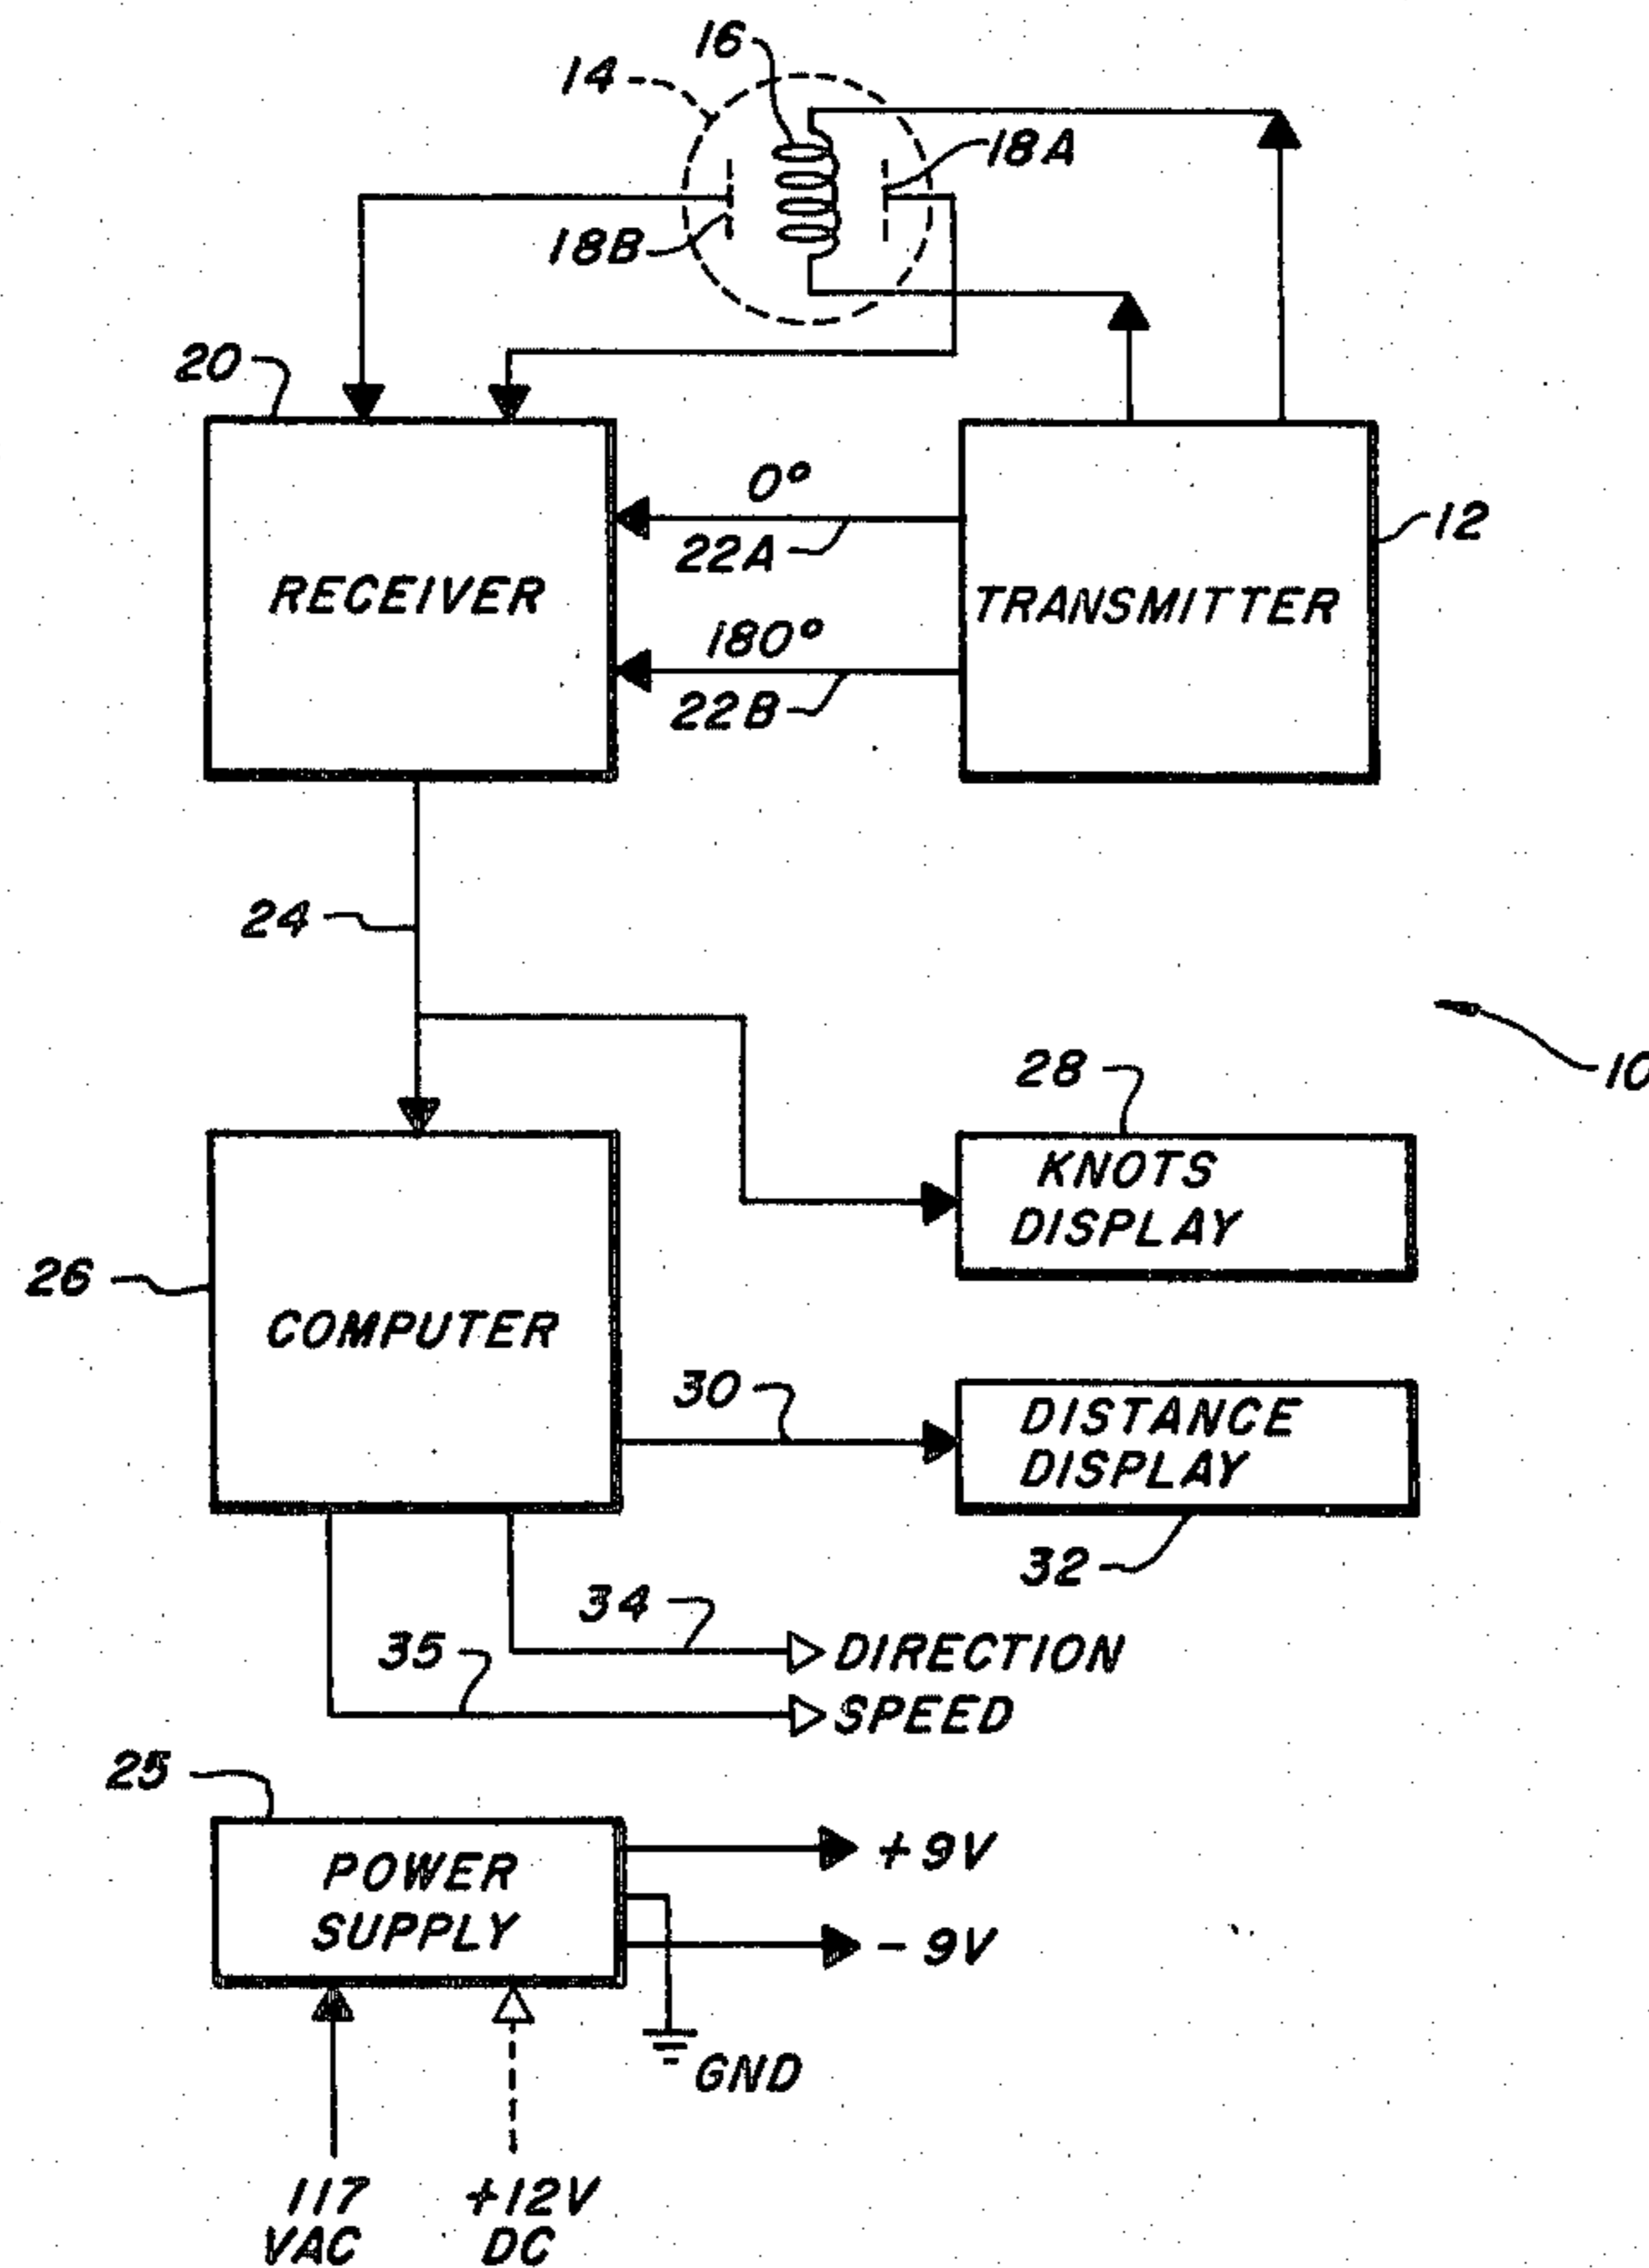 16
14
18A
18B
20
0°
22A
12
RECEIVER
TRANSMITTER
180°
22B
24
10
28
KNOTS
DISPLAY
26
COMPUTER
30
DISTANCE
DISPLAY
32
34
35
DIRECTION
SPEED
25
POWER
SUPPLY
+9V
-9V
GND
117
VAC
+12V
DC